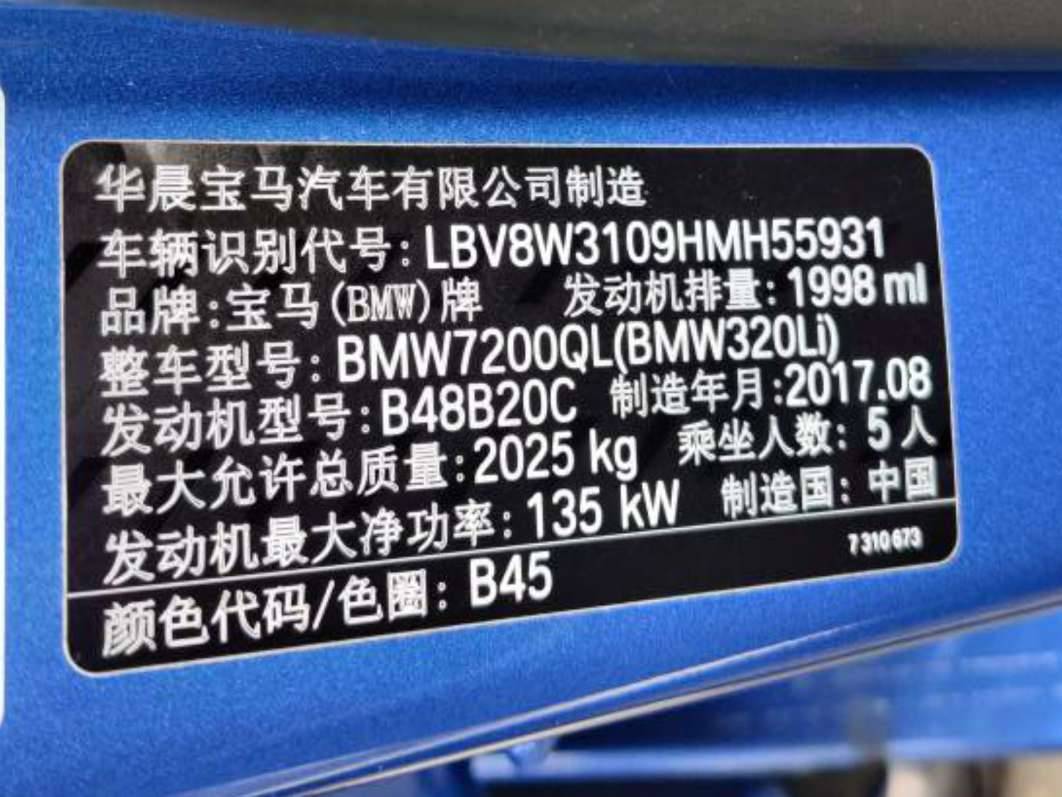 华晨宝马汽车有限公司制造
车辆识别代号: LBV8W3109HMH55931
品牌:宝马(BMW)牌 发动机排量: 1998 ml
整车型号: BMW7200QL(BMW320Li)
发动机型号: B48B20C 制造年月:2017.08
最大允许总质量: 2025 kg 乘坐人数: 5人
发动机最大净功率: 135 kW 制造国: 中国
7 310 673
颜色代码/色圈: B45